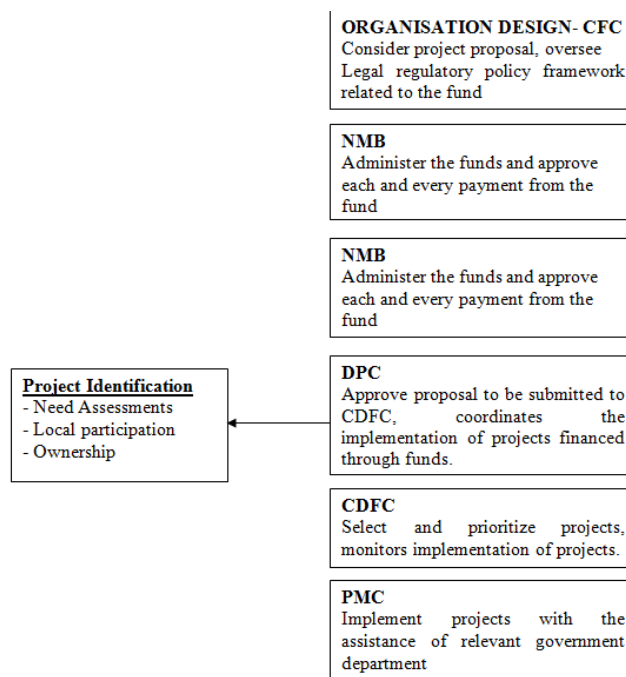 ORGANISATION DESIGN- CFC
Consider project proposal, oversee
Legal regulatory policy framework
related to the fund
NMB
Administer the funds and approve
each and every payment from the
fund
NMB
Administer the funds and approve
each and every payment from the
fund
Project Identification
- Need Assessments
- Local participation
- Ownership
DPC
Approve proposal to be submitted to
CDFC, coordinates the
implementation of projects financed
through funds.
CDFC
Select and prioritize projects,
monitors implementation of projects.
PMC
Implement projects with the
assistance of relevant government
department